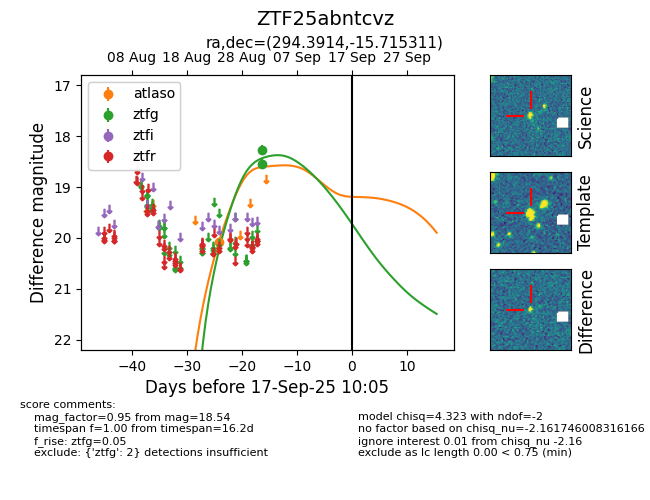 ZTF25abntcvz
ra,dec=(294.3914,-15.715311)
08 Aug 18 Aug 28 Aug 07 Sep 17 Sep 27 Sep
17
18
19
20
21
22
Difference magnitude
atlaso
ztfg
ztfi
ztfr
−40 −30 −20 −10 0 10
Days before 17-Sep-25 10:05
Science
Template
Difference
score comments:
mag_factor=0.95 from mag=18.54
timespan f=1.00 from timespan=16.2d
f_rise: ztfg=0.05
exclude: {'ztfg': 2} detections insufficient
model chisq=4.323 with ndof=-2
no factor based on chisq_nu=-2.161746008316166
ignore interest 0.01 from chisq_nu -2.16
exclude as lc length 0.00 < 0.75 (min)